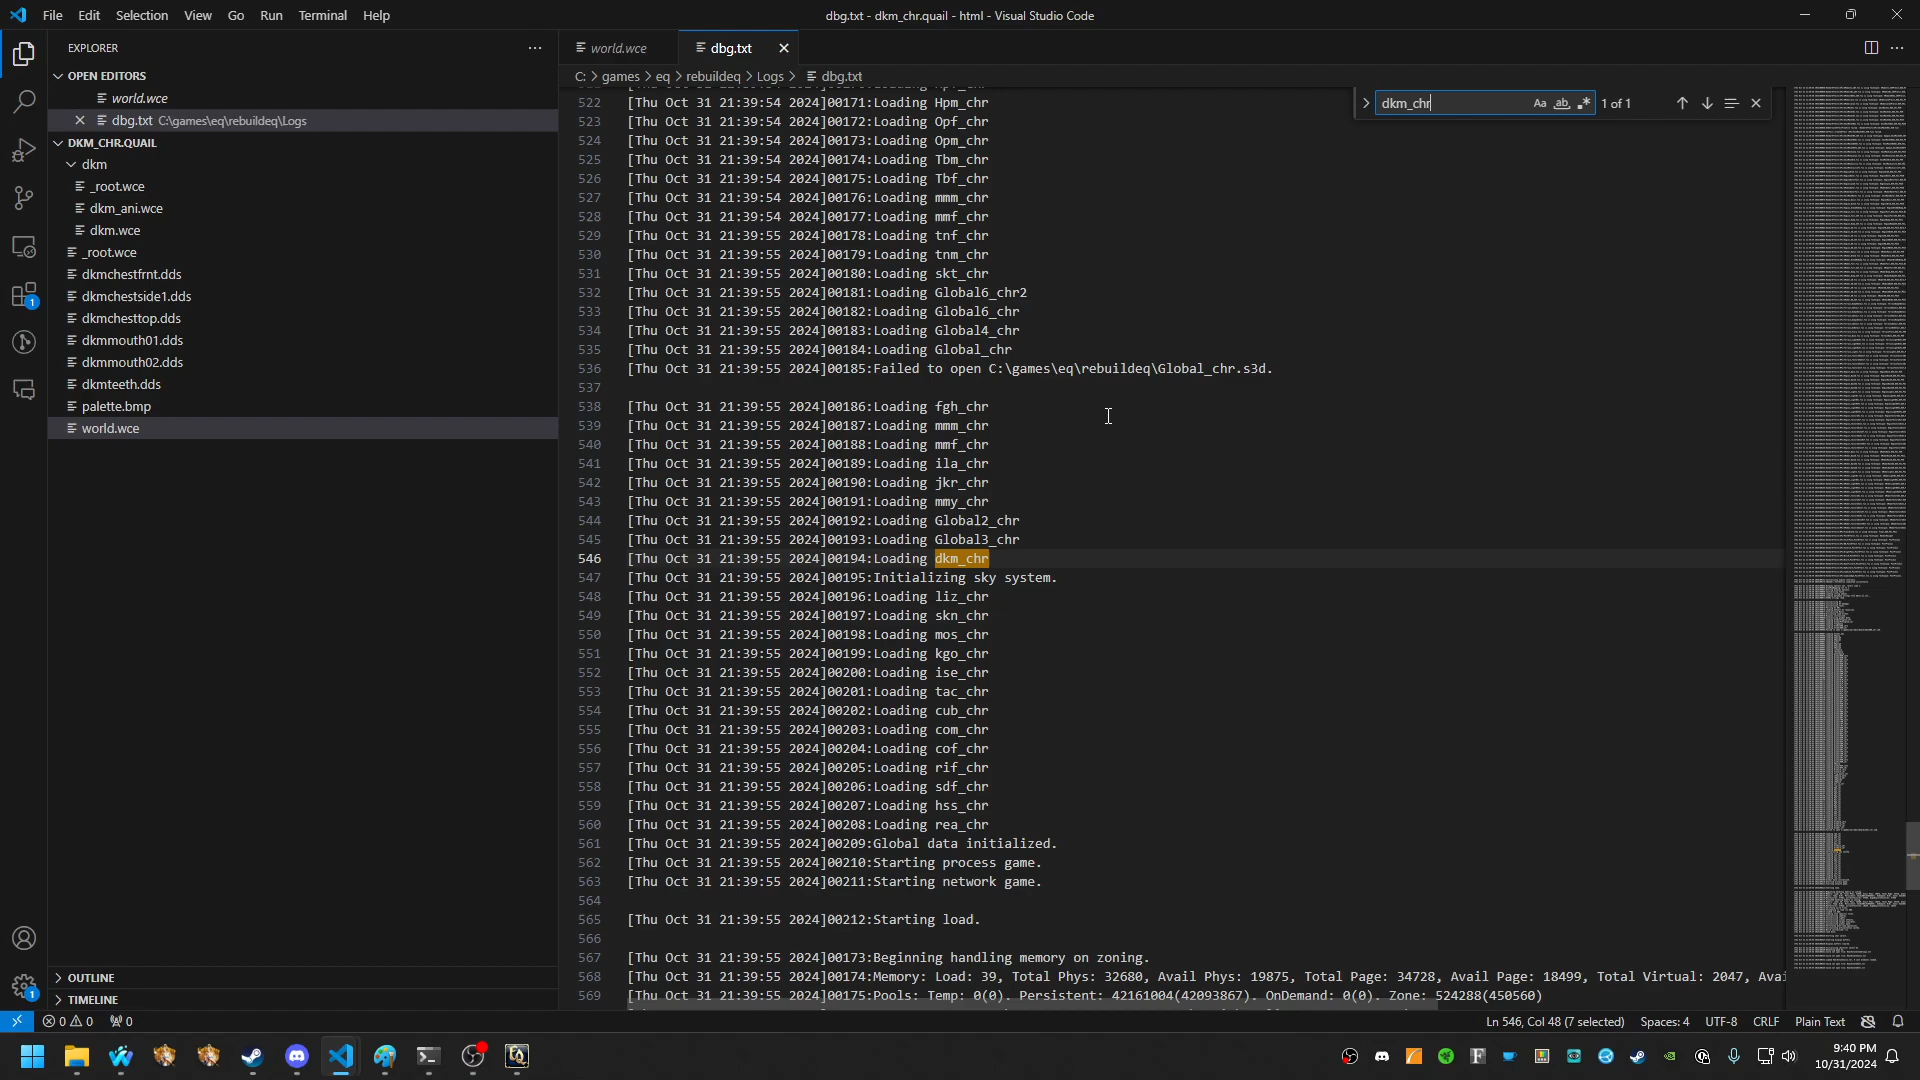 File Edit Selection View Go Run Terminal Help
dbg.txt - dkm_chr.quail - html - Visual Studio Code
EXPLORER
OPEN EDITORS
world.wce
dbg.txt C:\games\eq\rebuildeq\Logs
DKM_CHR.QUAIL
dkm
_root.wce
dkm_ani.wce
dkm.wce
_root.wce
dkmchestfrnt.dds
dkmchestside1.dds
dkmchesttop.dds
dkmmouth01.dds
dkmmouth02.dds
dkmteeth.dds
palette.bmp
world.wce
OUTLINE
TIMELINE
world.wce
dbg.txt
C: > games > eq > rebuildeq > Logs > dbg.txt
dkm_chr
Aa ab 1 of 1
522 [Thu Oct 31 21:39:54 2024]00171:Loading Hpm_chr
523 [Thu Oct 31 21:39:54 2024]00172:Loading Opf_chr
524 [Thu Oct 31 21:39:54 2024]00173:Loading Opm_chr
525 [Thu Oct 31 21:39:54 2024]00174:Loading Tbm_chr
526 [Thu Oct 31 21:39:54 2024]00175:Loading Tbf_chr
527 [Thu Oct 31 21:39:54 2024]00176:Loading mmm_chr
528 [Thu Oct 31 21:39:54 2024]00177:Loading mmf_chr
529 [Thu Oct 31 21:39:55 2024]00178:Loading tnf_chr
530 [Thu Oct 31 21:39:55 2024]00179:Loading tnm_chr
531 [Thu Oct 31 21:39:55 2024]00180:Loading skt_chr
532 [Thu Oct 31 21:39:55 2024]00181:Loading Global6_chr2
533 [Thu Oct 31 21:39:55 2024]00182:Loading Global6_chr
534 [Thu Oct 31 21:39:55 2024]00183:Loading Global4_chr
535 [Thu Oct 31 21:39:55 2024]00184:Loading Global_chr
536 [Thu Oct 31 21:39:55 2024]00185:Failed to open C:\games\eq\rebuildeq\Global_chr.s3d.
537
538 [Thu Oct 31 21:39:55 2024]00186:Loading fgh_chr
539 [Thu Oct 31 21:39:55 2024]00187:Loading mmm_chr
540 [Thu Oct 31 21:39:55 2024]00188:Loading mmf_chr
541 [Thu Oct 31 21:39:55 2024]00189:Loading ila_chr
542 [Thu Oct 31 21:39:55 2024]00190:Loading jkr_chr
543 [Thu Oct 31 21:39:55 2024]00191:Loading mmy_chr
544 [Thu Oct 31 21:39:55 2024]00192:Loading Global2_chr
545 [Thu Oct 31 21:39:55 2024]00193:Loading Global3_chr
546 [Thu Oct 31 21:39:55 2024]00194:Loading dkm_chr
547 [Thu Oct 31 21:39:55 2024]00195:Initializing sky system.
548 [Thu Oct 31 21:39:55 2024]00196:Loading liz_chr
549 [Thu Oct 31 21:39:55 2024]00197:Loading skn_chr
550 [Thu Oct 31 21:39:55 2024]00198:Loading mos_chr
551 [Thu Oct 31 21:39:55 2024]00199:Loading kgo_chr
552 [Thu Oct 31 21:39:55 2024]00200:Loading ise_chr
553 [Thu Oct 31 21:39:55 2024]00201:Loading tac_chr
554 [Thu Oct 31 21:39:55 2024]00202:Loading cub_chr
555 [Thu Oct 31 21:39:55 2024]00203:Loading com_chr
556 [Thu Oct 31 21:39:55 2024]00204:Loading cof_chr
557 [Thu Oct 31 21:39:55 2024]00205:Loading rif_chr
558 [Thu Oct 31 21:39:55 2024]00206:Loading sdf_chr
559 [Thu Oct 31 21:39:55 2024]00207:Loading hss_chr
560 [Thu Oct 31 21:39:55 2024]00208:Loading rea_chr
561 [Thu Oct 31 21:39:55 2024]00209:Global data initialized.
562 [Thu Oct 31 21:39:55 2024]00210:Starting process game.
563 [Thu Oct 31 21:39:55 2024]00211:Starting network game.
564
565 [Thu Oct 31 21:39:55 2024]00212:Starting load.
566
567 [Thu Oct 31 21:39:55 2024]00173:Beginning handling memory on zoning.
568 [Thu Oct 31 21:39:55 2024]00174:Memory: Load: 39, Total Phys: 32680, Avail Phys: 19875, Total Page: 34728, Avail Page: 18499, Total Virtual: 2047, Avai
569 [Thu Oct 31 21:39:55 2024]00175:Pools: Temp: 0(0). Persistent: 42161004(42093867). OnDemand: 0(0). Zone: 524288(450560)
0 0 0
Ln 546, Col 48 (7 selected) Spaces: 4 UTF-8 CRLF Plain Text
9:40 PM
10/31/2024